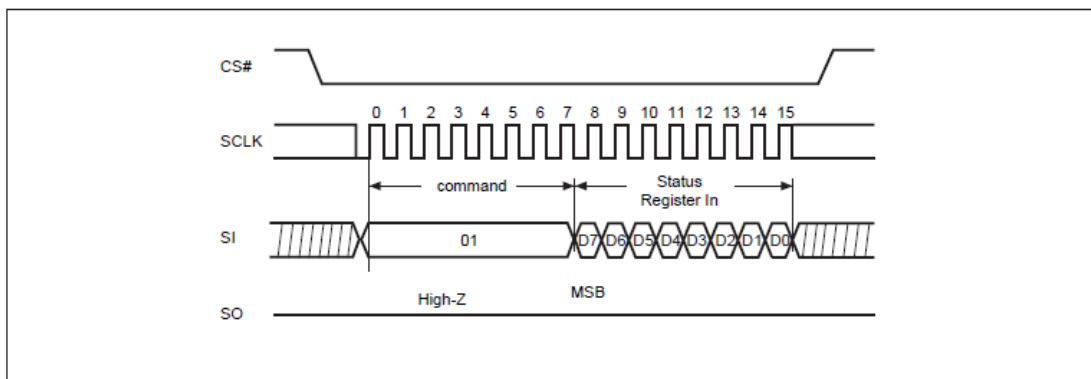 CS#
0 1 2 3 4 5 6 7 8 9 10 11 12 13 14 15
SCLK
command
Status
Register In
SI
01
D7 D6 D5 D4 D3 D2 D1 D0
High-Z
MSB
SO